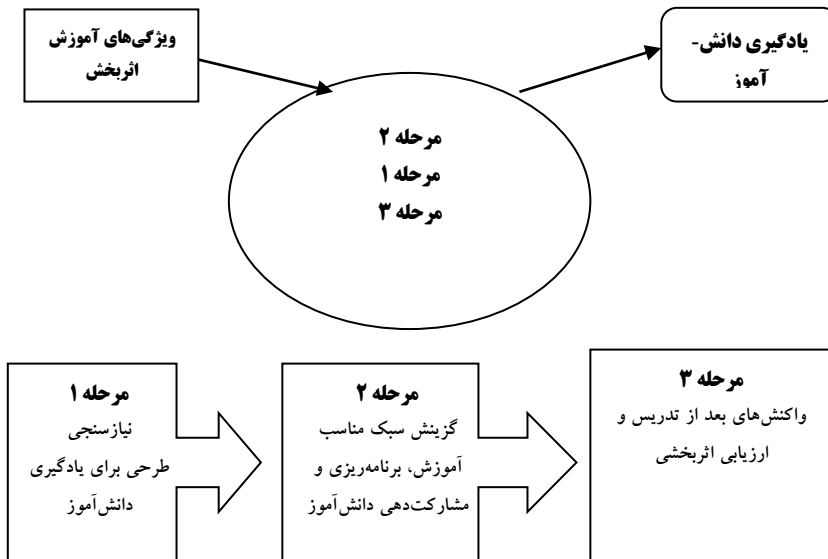 ویژگی‌های آموزش
اثربخش
یادگیری دانش-
آموز
مرحله ۲
مرحله ۱
مرحله ۳
مرحله ۱
نیازسنجی
طرحی برای یادگیری
دانش‌آموز
مرحله ۲
گزینش سبک مناسب
آموزش، برنامه‌ریزی و
مشارکت‌دهی دانش‌آموز
مرحله ۳
واکنش‌های بعد از تدریس و
ارزیابی اثربخشی